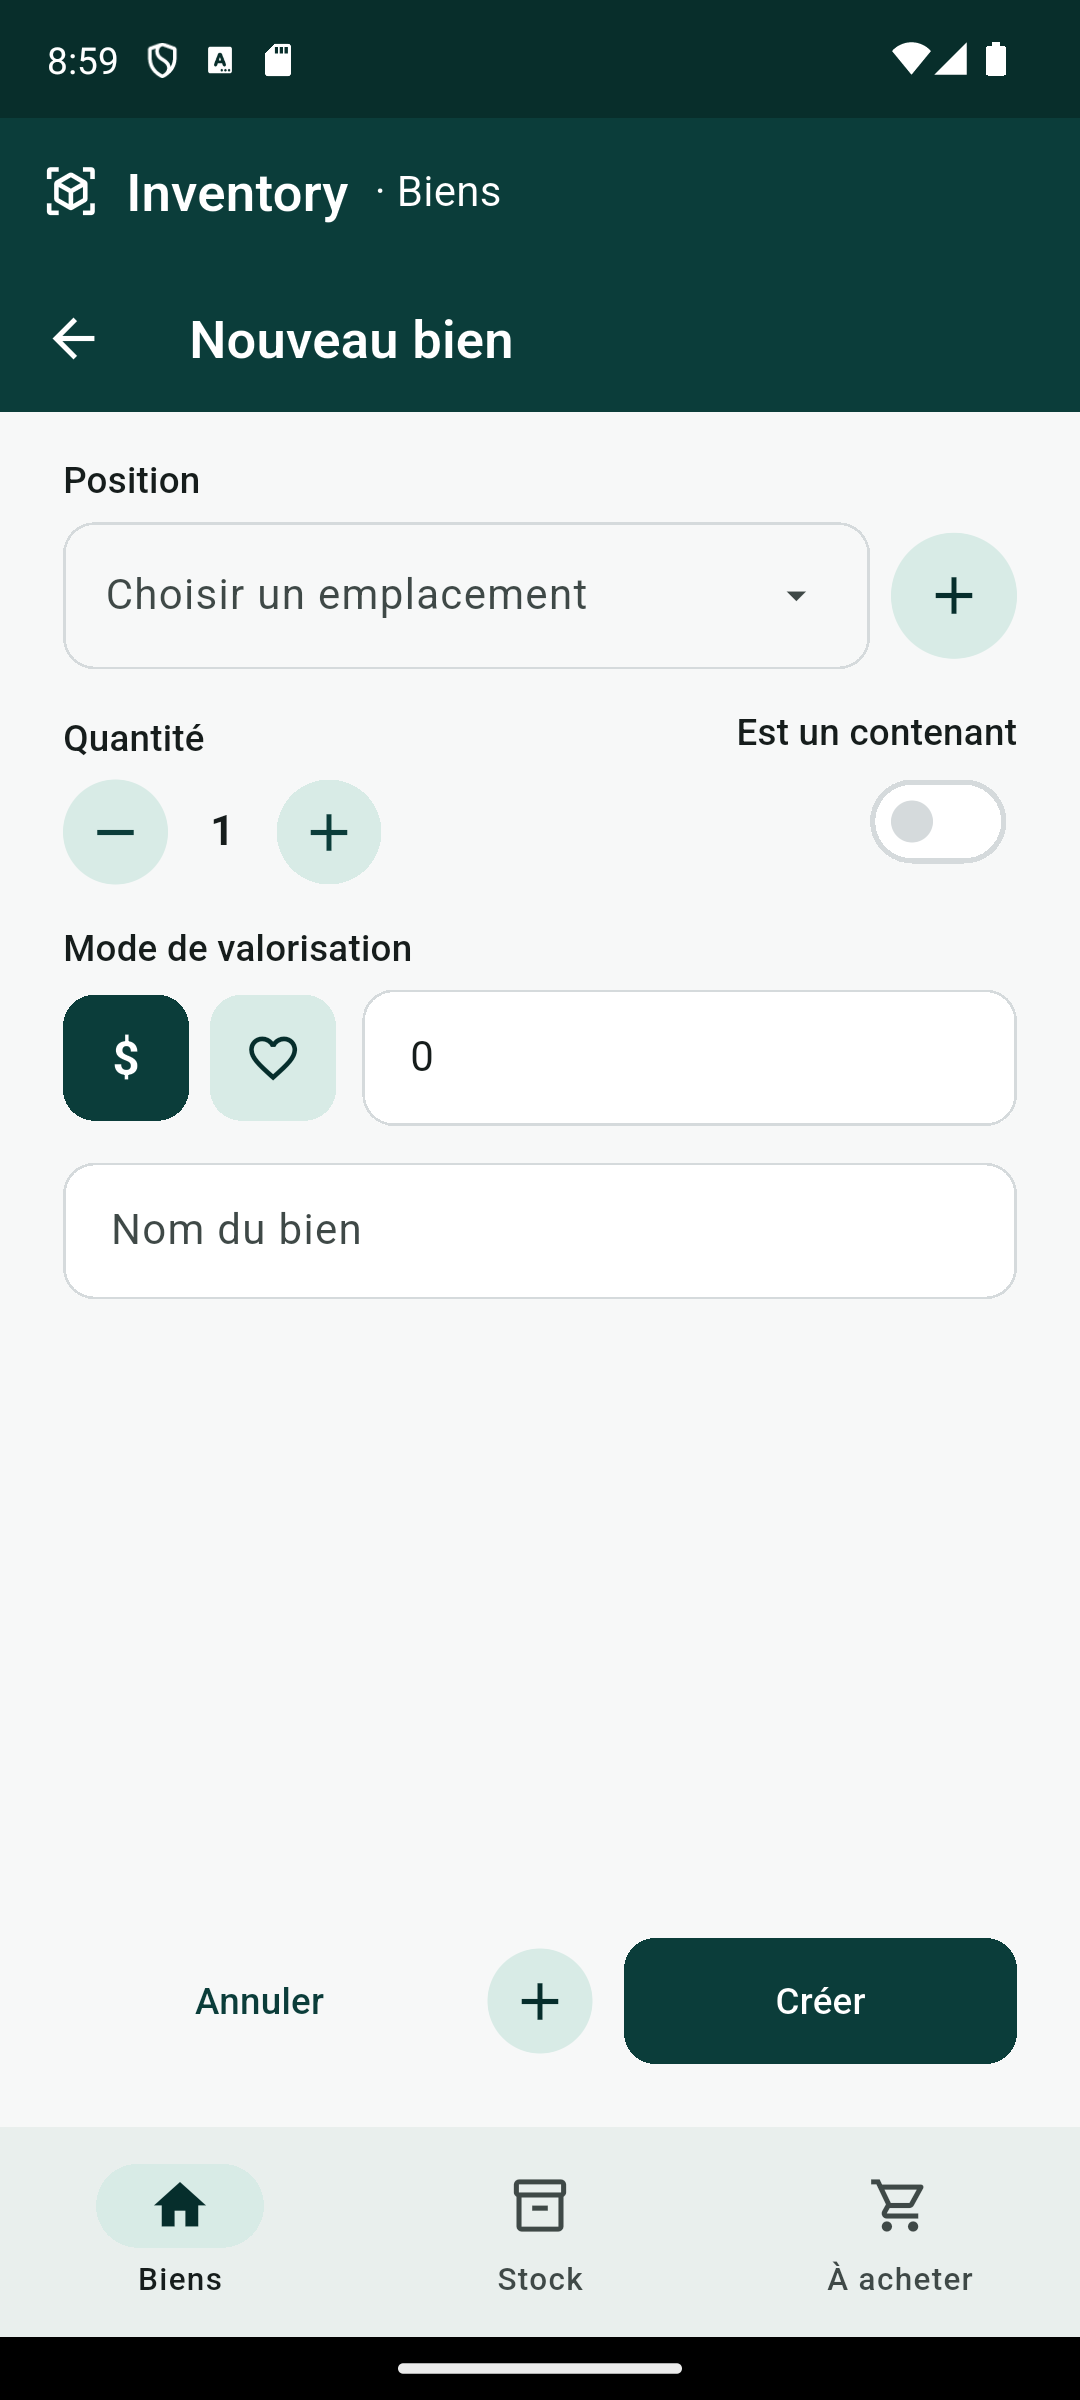 8:59
Inventory · Biens
Nouveau bien
Position
Choisir un emplacement
Quantité
Est un contenant
1
Mode de valorisation
$
0
Nom du bien
Annuler
Créer
Biens
Stock
À acheter